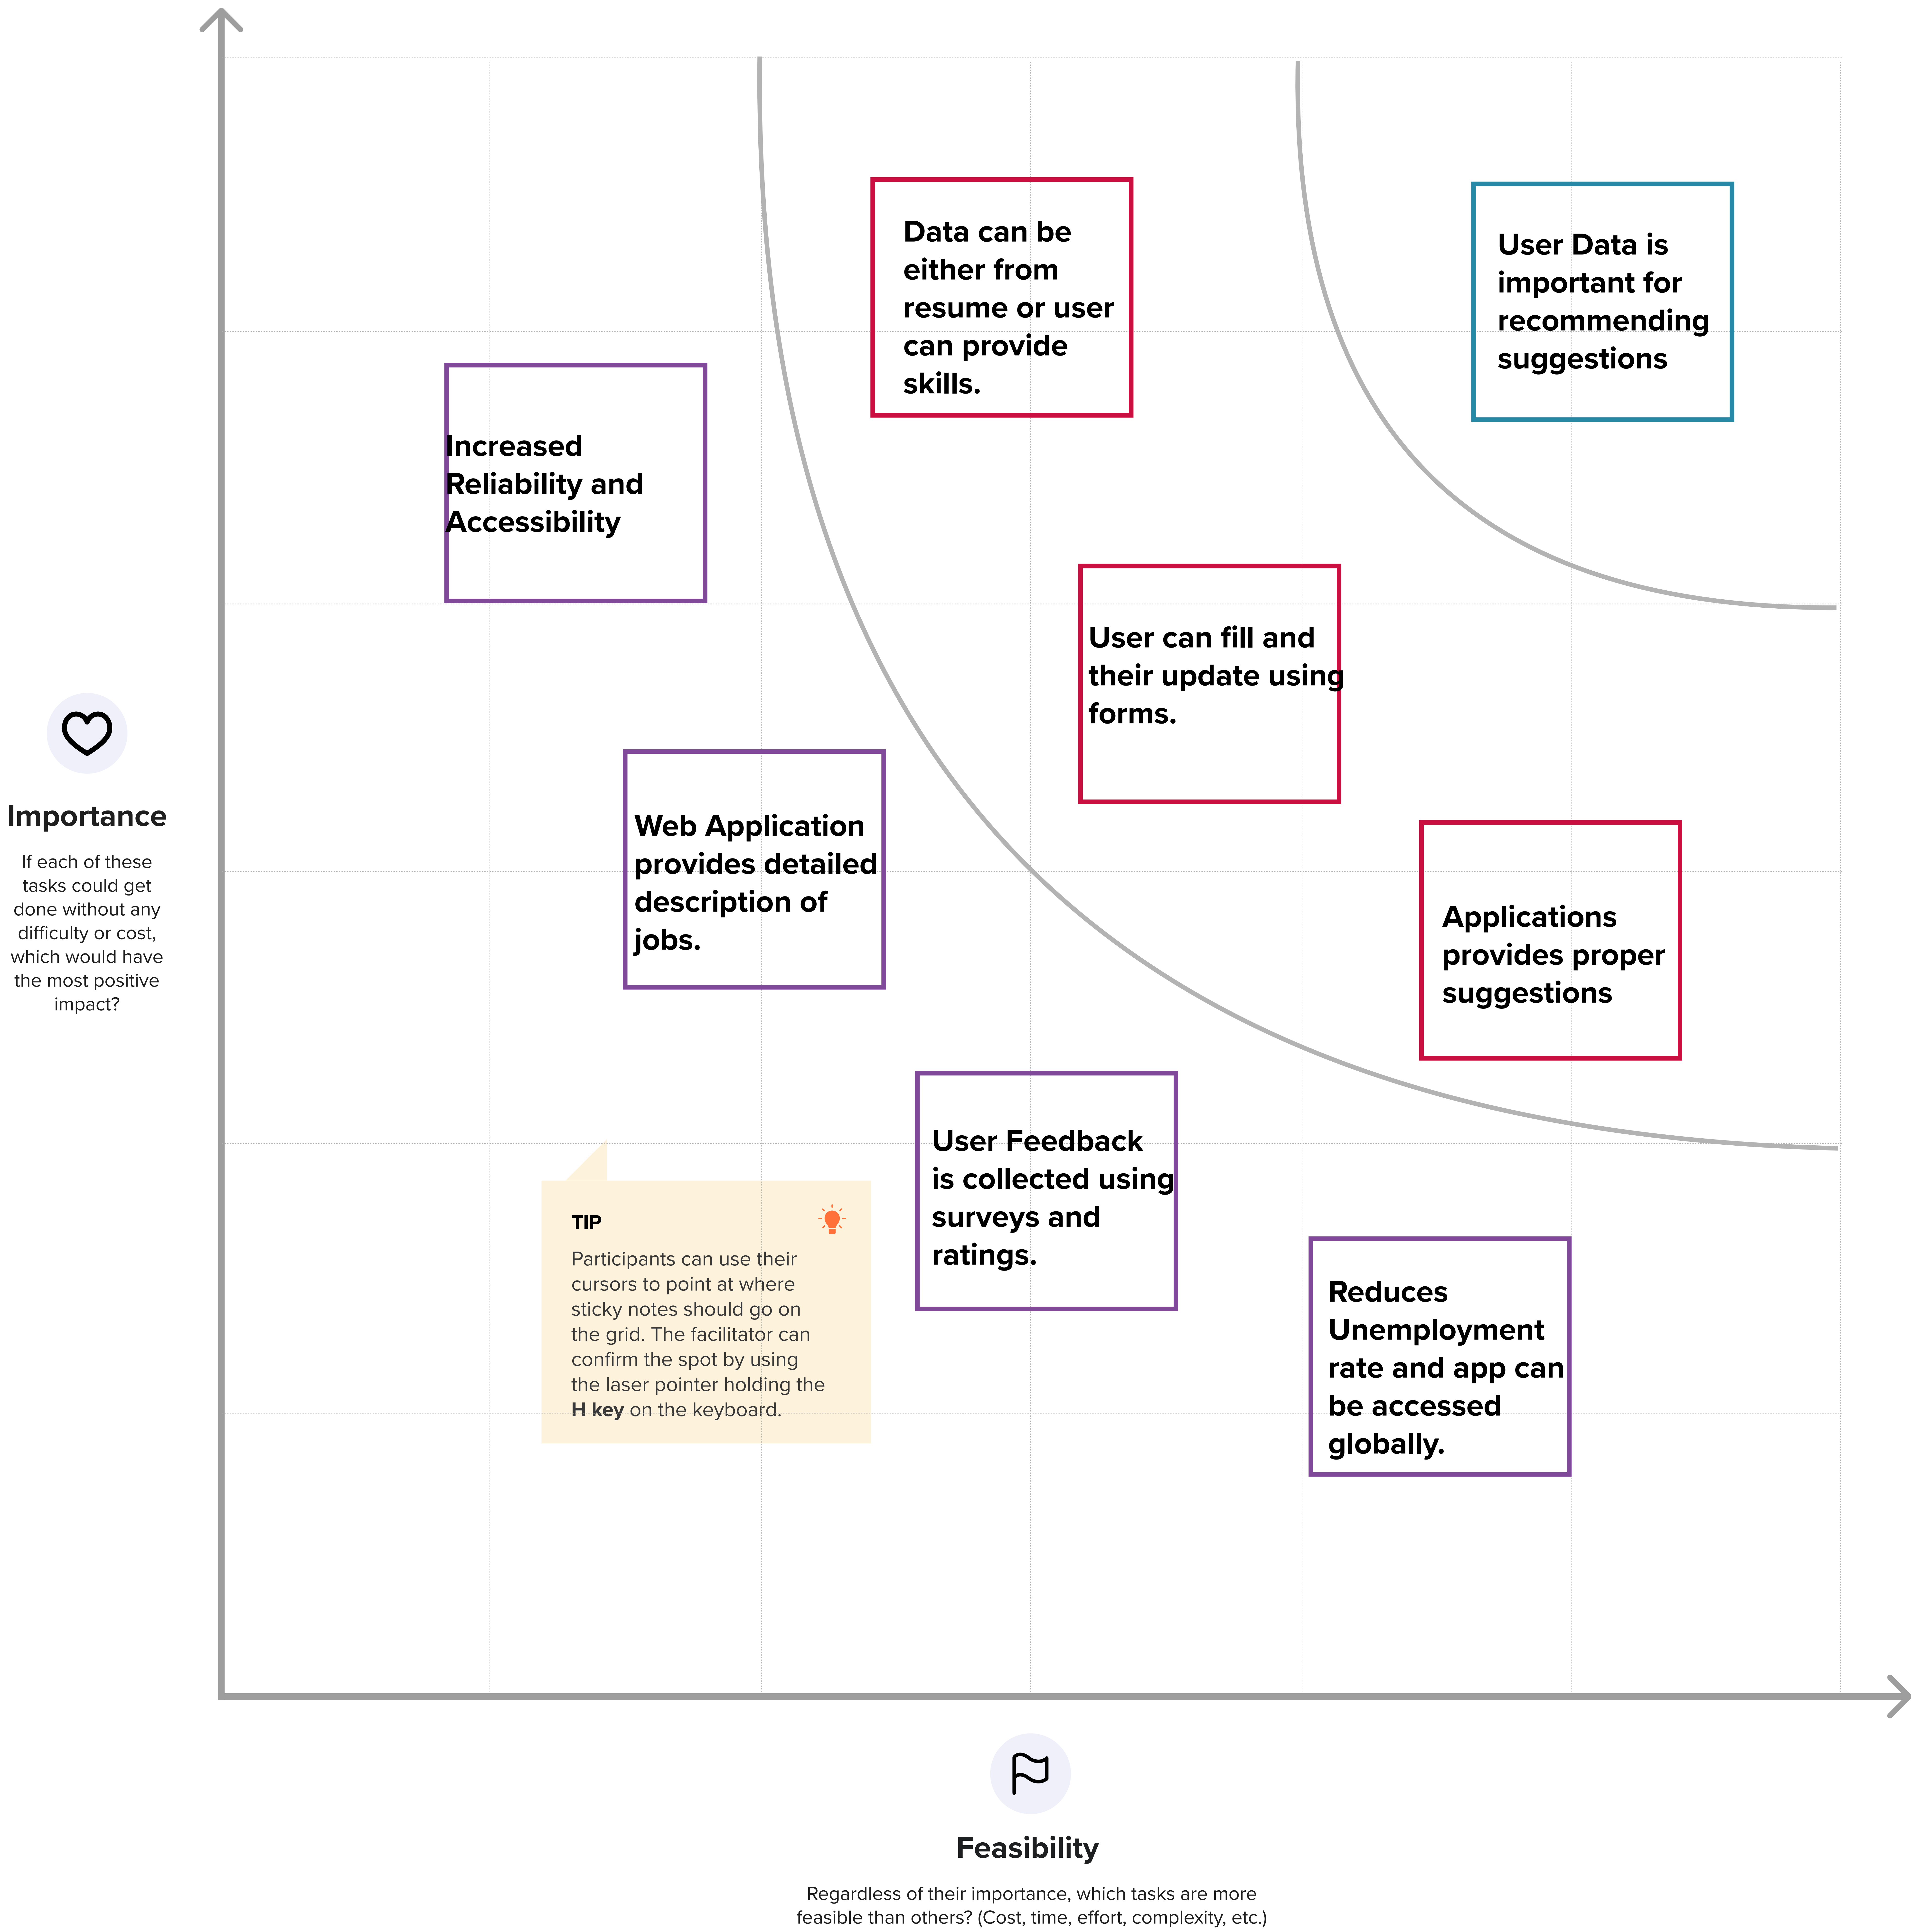 Data can be
either from
resume or user
can provide
skills.
User Data is
important for
recommending
suggestions
Increased
Reliability and
Accessibility
User can fill and
their update using
forms.
Web Application
provides detailed
description of
jobs.
Importance
If each of these
tasks could get
done without any
difficulty or cost,
which would have
the most positive
impact?
Applications
provides proper
suggestions
User Feedback
is collected using
surveys and
ratings.
TIP
Participants can use their
cursors to point at where
sticky notes should go on
the grid. The facilitator can
confirm the spot by using
the laser pointer holding the
H key on the keyboard.
Reduces
Unemployment
rate and app can
be accessed
globally.
Feasibility
Regardless of their importance, which tasks are more
feasible than others? (Cost, time, effort, complexity, etc.)